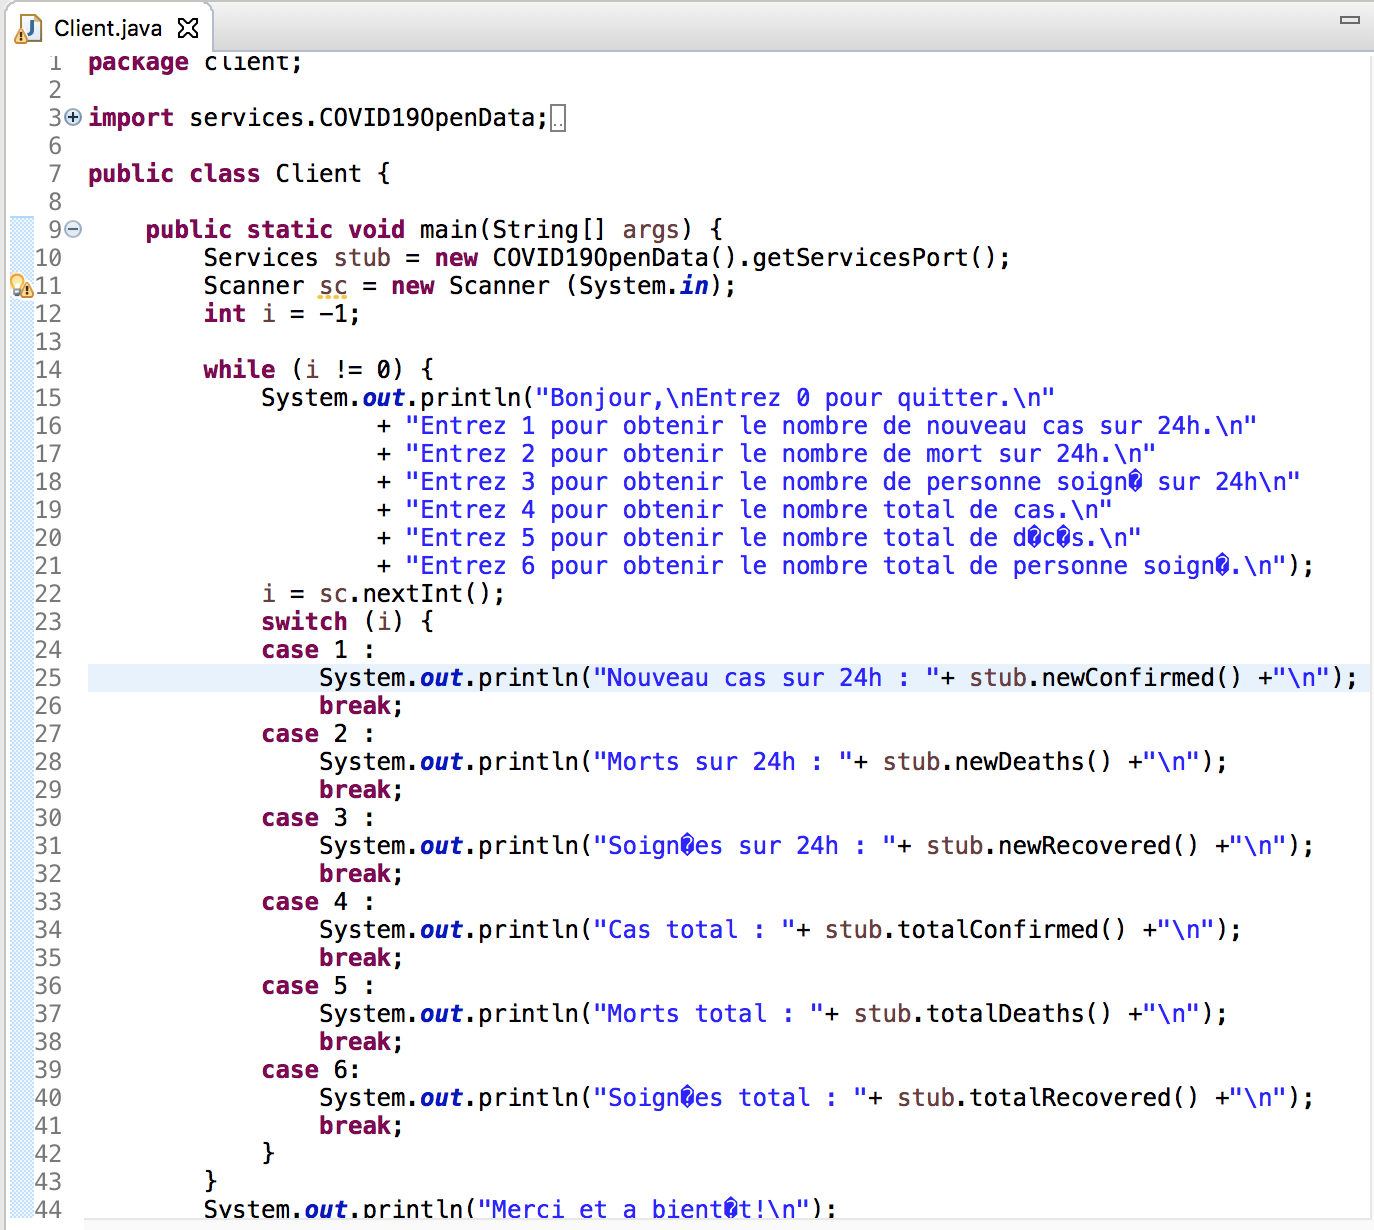 Client.java
1 package client;
2
3 import services.COVID19OpenData;
6
7 public class Client {
8
9 public static void main(String[] args) {
10 Services stub = new COVID19OpenData().getServicesPort();
11 Scanner sc = new Scanner (System.in);
12 int i = -1;
13
14 while (i != 0) {
15 System.out.println("Bonjour,\nEntrez 0 pour quitter.\n"
16 + "Entrez 1 pour obtenir le nombre de nouveau cas sur 24h.\n"
17 + "Entrez 2 pour obtenir le nombre de mort sur 24h.\n"
18 + "Entrez 3 pour obtenir le nombre de personne soign� sur 24h\n"
19 + "Entrez 4 pour obtenir le nombre total de cas.\n"
20 + "Entrez 5 pour obtenir le nombre total de d�c�s.\n"
21 + "Entrez 6 pour obtenir le nombre total de personne soign�.\n");
22 i = sc.nextInt();
23 switch (i) {
24 case 1 :
25 System.out.println("Nouveau cas sur 24h : "+ stub.newConfirmed() +"\n");
26 break;
27 case 2 :
28 System.out.println("Morts sur 24h : "+ stub.newDeaths() +"\n");
29 break;
30 case 3 :
31 System.out.println("Soign�es sur 24h : "+ stub.newRecovered() +"\n");
32 break;
33 case 4 :
34 System.out.println("Cas total : "+ stub.totalConfirmed() +"\n");
35 break;
36 case 5 :
37 System.out.println("Morts total : "+ stub.totalDeaths() +"\n");
38 break;
39 case 6:
40 System.out.println("Soign�es total : "+ stub.totalRecovered() +"\n");
41 break;
42 }
43 }
44 System.out.println("Merci et a bient�t!\n");